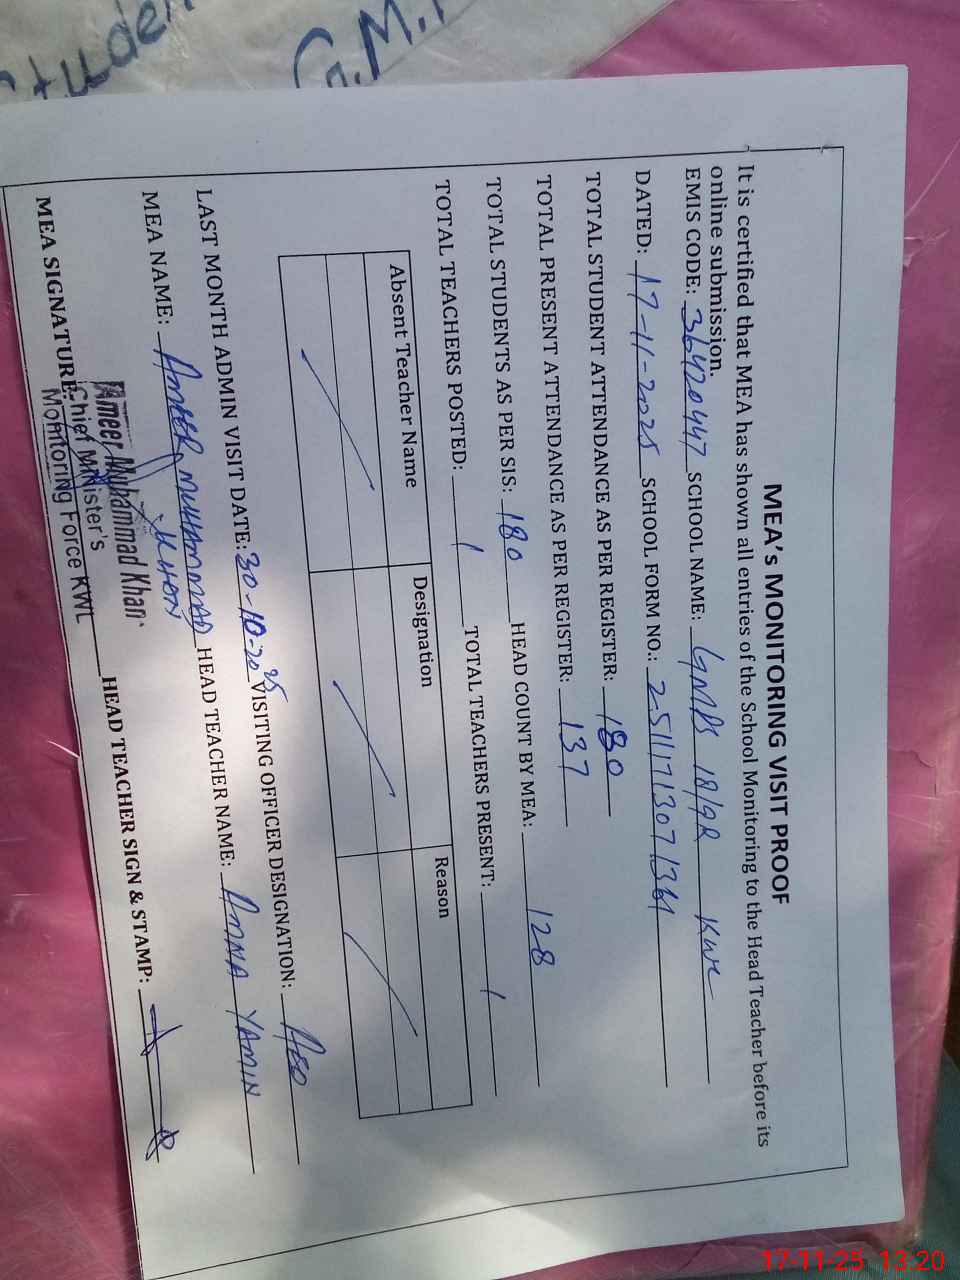 Studen
G.M.
MEA's MONITORING VISIT PROOF
It is certified that MEA has shown all entries of the School Monitoring to the Head Teacher before its
online submission.
EMIS CODE: 36420447 SCHOOL NAME: GMPS 18/9R KWL
DATED: 17-11-2025 SCHOOL FORM NO.: 25111713071361
TOTAL STUDENT ATTENDANCE AS PER REGISTER: 180
TOTAL PRESENT ATTENDANCE AS PER REGISTER: 137
TOTAL STUDENTS AS PER SIS: 180 HEAD COUNT BY MEA: 128
TOTAL TEACHERS POSTED: 1 TOTAL TEACHERS PRESENT: 1
Absent Teacher Name Designation Reason
LAST MONTH ADMIN VISIT DATE: 30-10-2025 VISITING OFFICER DESIGNATION: AEO
MEA NAME: AMEER MUHAMMAD KHAN HEAD TEACHER NAME: AMNA YAMIN
MEA SIGNATURE: HEAD TEACHER SIGN & STAMP:
Ameer Muhammad Khan
Chief Minister's
Monitoring Force KWL
17-11-25 13:20